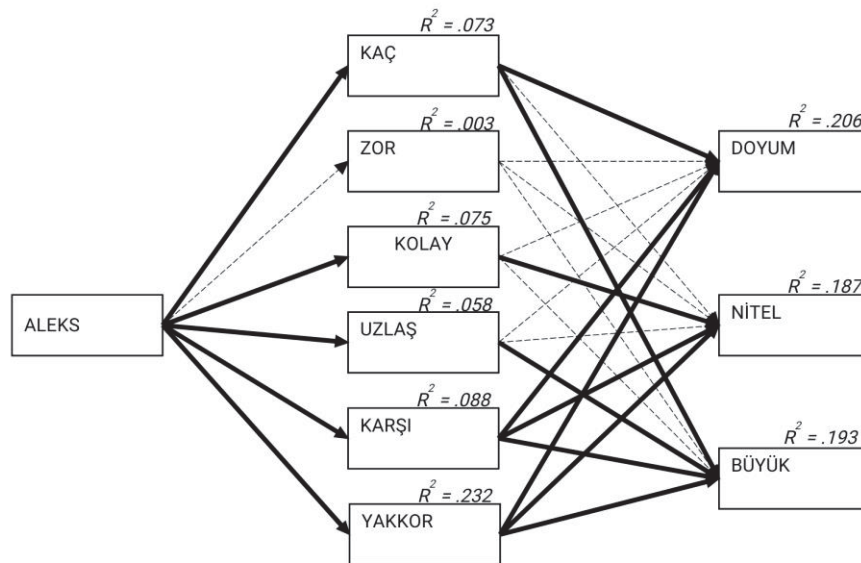 R² = .073
KAÇ
R² = .003
ZOR
R² = .206
DOYUM
R² = .075
KOLAY
R² = .058
UZLAŞ
R² = .187
NİTEL
ALEKS
R² = .088
KARŞI
R² = .193
BÜYÜK
R² = .232
YAKKOR